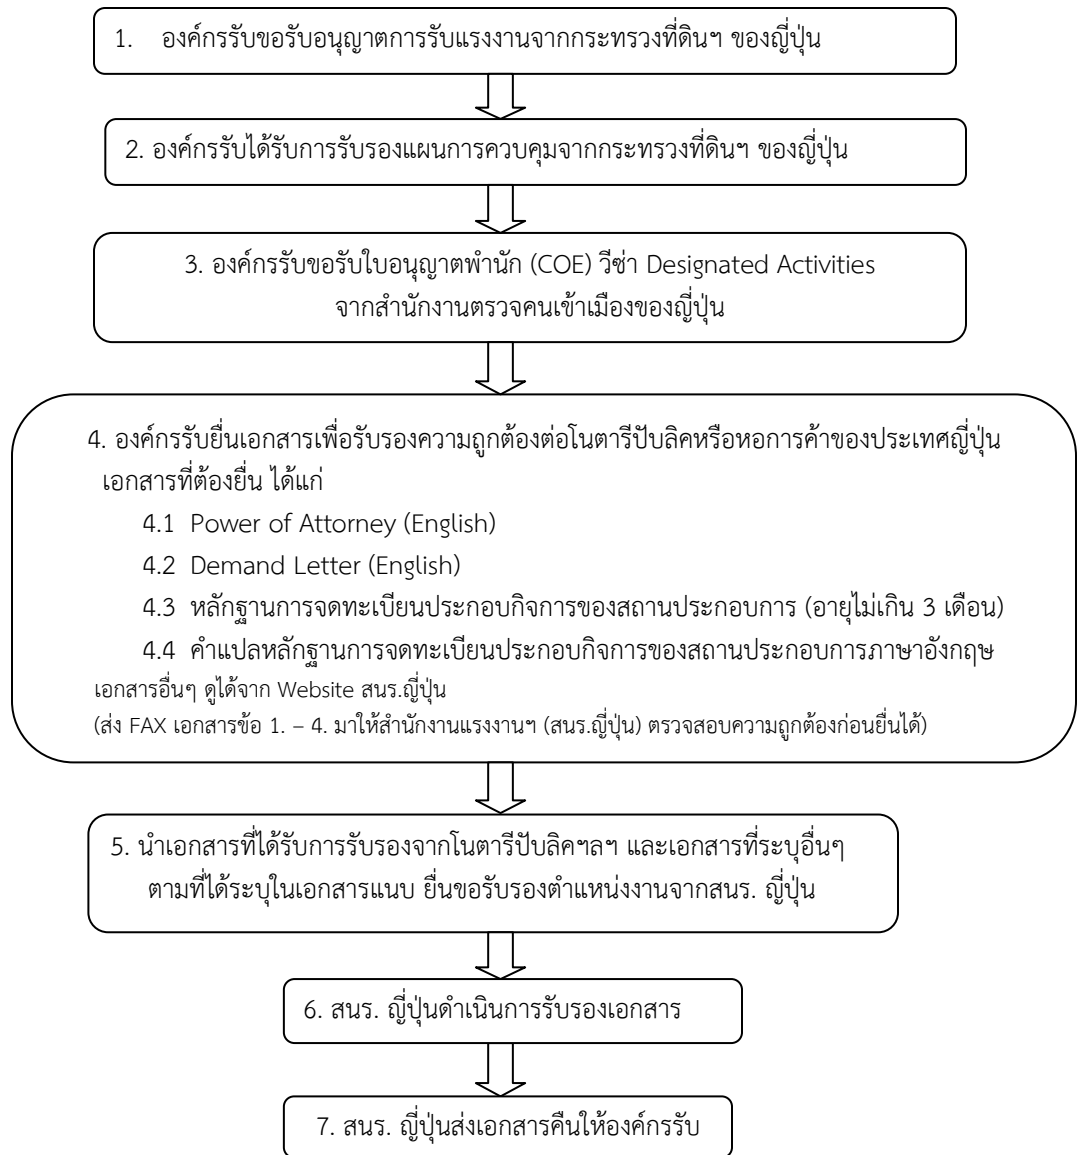 1. องค์กรรับขอรับอนุญาตการรับแรงงานจากกระทรวงที่ดินฯ ของญี่ปุ่น
2. องค์กรรับได้รับการรับรองแผนการควบคุมจากกระทรวงที่ดินฯ ของญี่ปุ่น
3. องค์กรรับขอรับใบอนุญาตพำนัก (COE) วีซ่า Designated Activities
จากสำนักงานตรวจคนเข้าเมืองของญี่ปุ่น
4. องค์กรรับยื่นเอกสารเพื่อรับรองความถูกต้องต่อโนตารีปับลิคหรือหอการค้าของประเทศญี่ปุ่น
เอกสารที่ต้องยื่น ได้แก่
4.1 Power of Attorney (English)
4.2 Demand Letter (English)
4.3 หลักฐานการจดทะเบียนประกอบกิจการของสถานประกอบการ (อายุไม่เกิน 3 เดือน)
4.4 คำแปลหลักฐานการจดทะเบียนประกอบกิจการของสถานประกอบการภาษาอังกฤษ
เอกสารอื่นๆ ดูได้จาก Website สนร.ญี่ปุ่น
(ส่ง FAX เอกสารข้อ 1. – 4. มาให้สำนักงานแรงงานฯ (สนร.ญี่ปุ่น) ตรวจสอบความถูกต้องก่อนยื่นได้)
5. นำเอกสารที่ได้รับการรับรองจากโนตารีปับลิคฯลฯ และเอกสารที่ระบุอื่นๆ
ตามที่ได้ระบุในเอกสารแนบ ยื่นขอรับรองตำแหน่งงานจากสนร. ญี่ปุ่น
6. สนร. ญี่ปุ่นดำเนินการรับรองเอกสาร
7. สนร. ญี่ปุ่นส่งเอกสารคืนให้องค์กรรับ